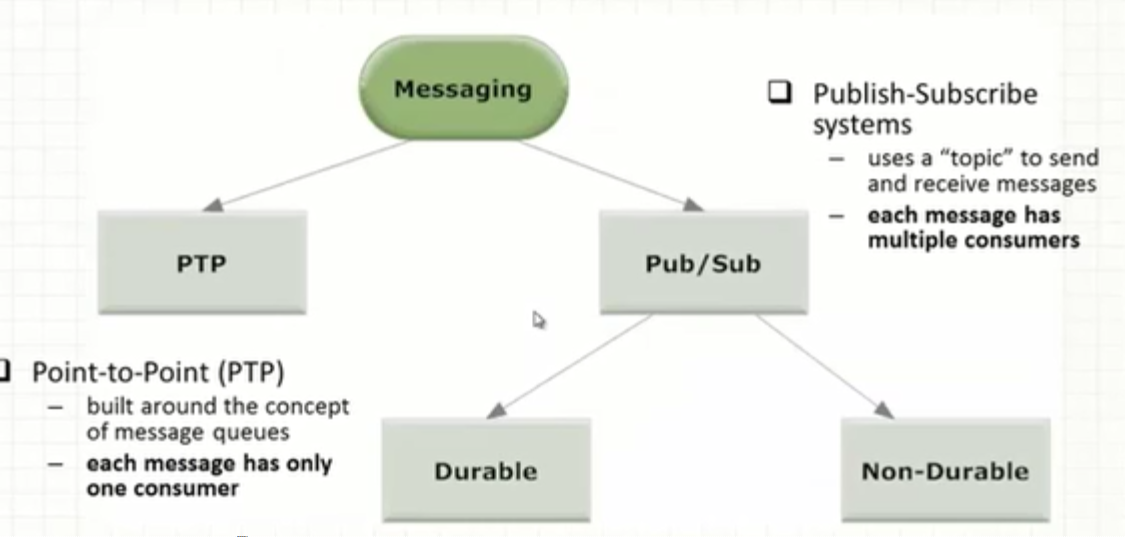 Messaging
Publish-Subscribe
systems
– uses a “topic” to send
and receive messages
– each message has
multiple consumers
PTP
Pub/Sub
Point-to-Point (PTP)
– built around the concept
of message queues
– each message has only
one consumer
Durable
Non-Durable